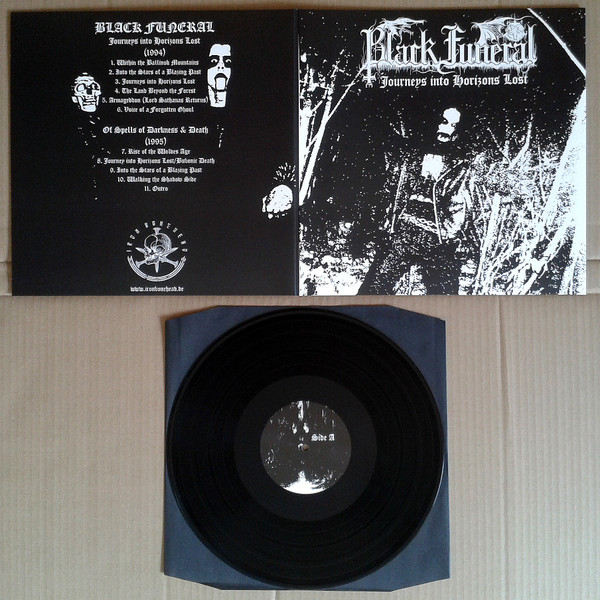 BLACK FUNERAL
Journeys into Horizons Lost
(1994)
1. Within the Ballinub Mountains
2. Into the Stars of a Blazing Past
3. Journeys into Horizons Lost
4. The Land Beyond the Forest
5. Armageddon (Lord Sathanas Returns)
6. Voice of a Forgotten Ghoul
Of Spells of Darkness & Death
(1995)
7. Rise of the Wolves Age
8. Journey into Horizons Lost/Bubonic Death
9. Into the Stars of a Blazing Past
10. Walking the Shadow Side
11. Outro
IRON BONEHEAD
www.ironbonehead.de
Black Funeral
Journeys into Horizons Lost
Side A